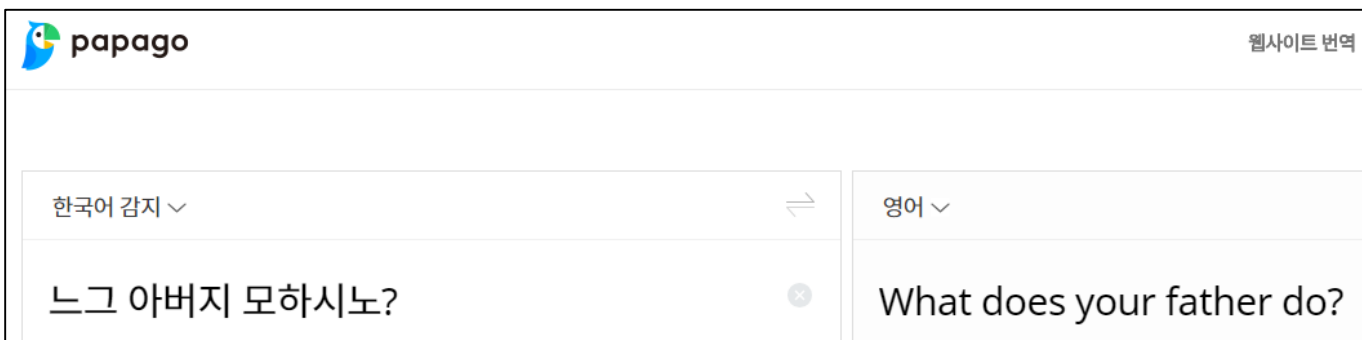 papago
웹사이트 번역
한국어 감지
영어
느그 아버지 모하시노?
What does your father do?